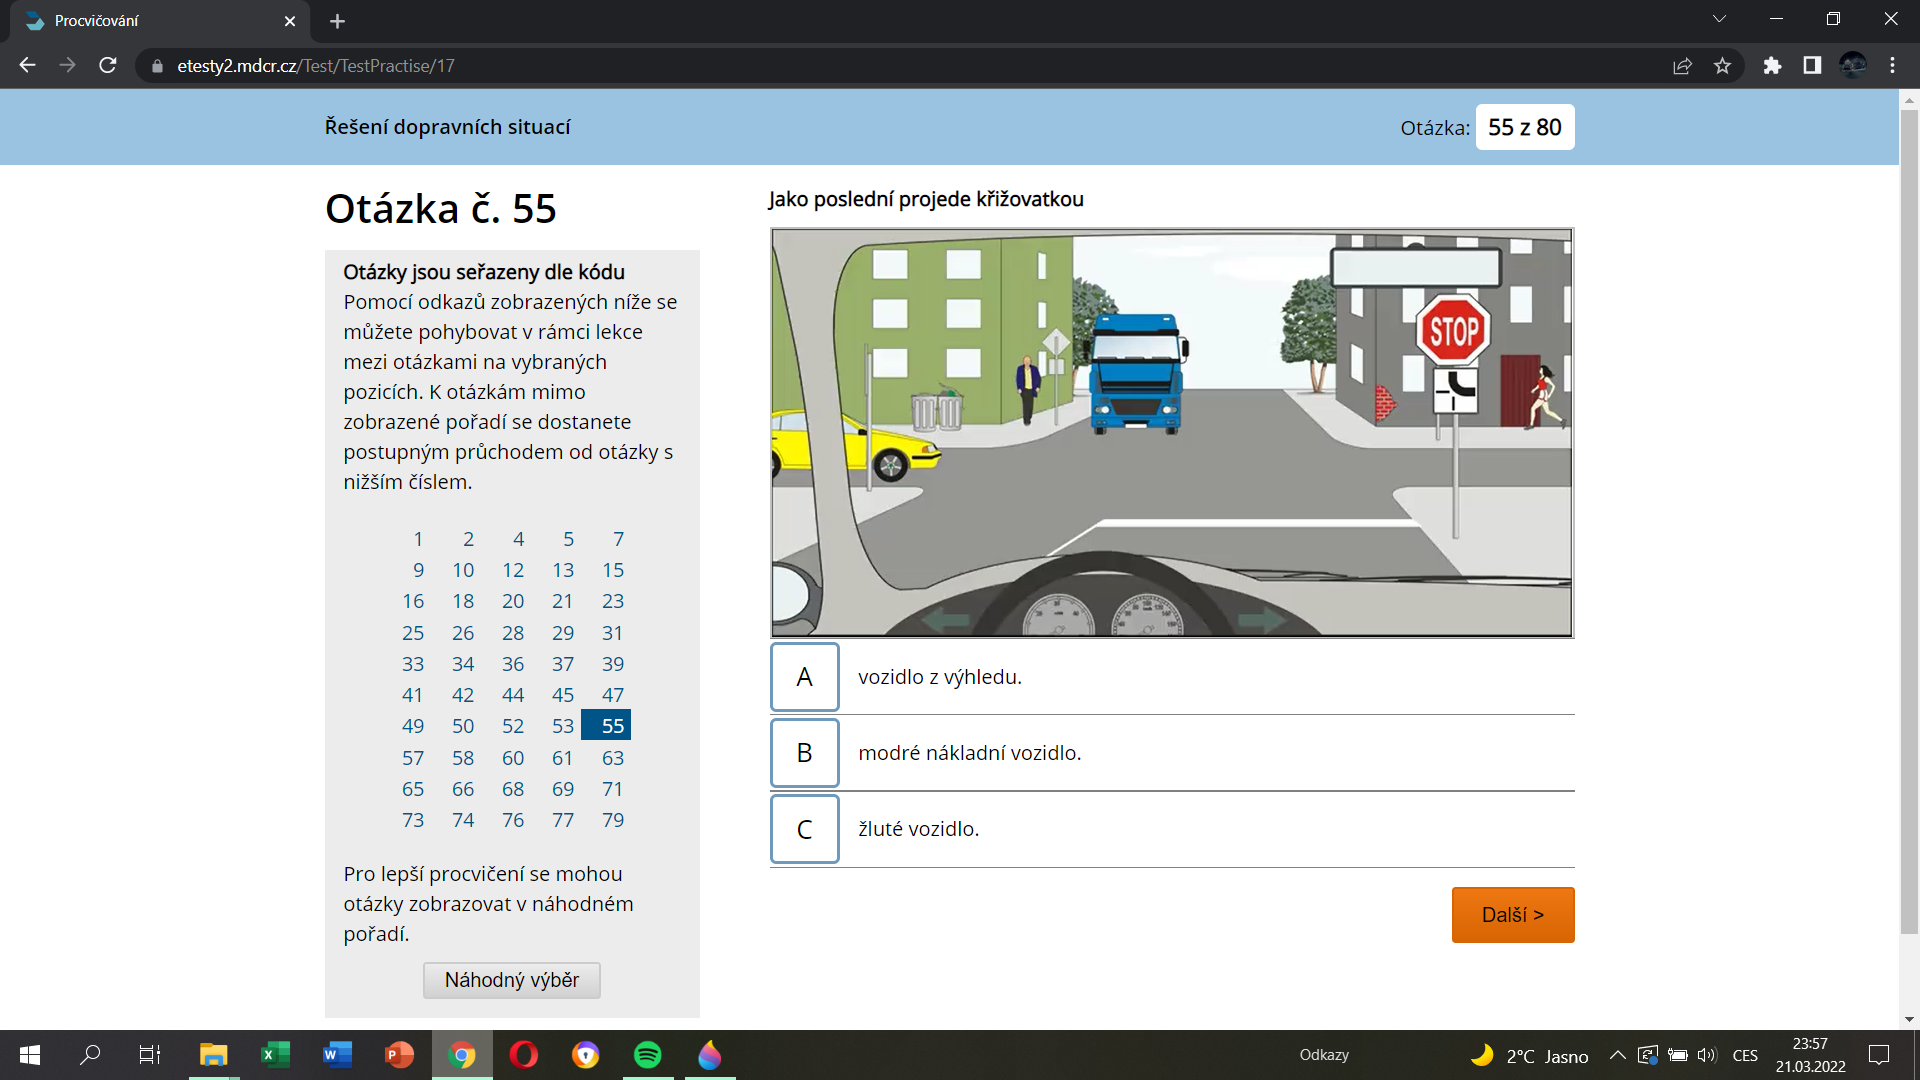 Procvičování
etesty2.mdcr.cz/Test/TestPractise/17
Řešení dopravních situací
Otázka: 55 z 80
Otázka č. 55
Otázky jsou seřazeny dle kódu
Pomocí odkazů zobrazených níže se
můžete pohybovat v rámci lekce
mezi otázkami na vybraných
pozicích. K otázkám mimo
zobrazené pořadí se dostanete
postupným průchodem od otázky s
nižším číslem.
1 2 4 5 7
9 10 12 13 15
16 18 20 21 23
25 26 28 29 31
33 34 36 37 39
41 42 44 45 47
49 50 52 53 55
57 58 60 61 63
65 66 68 69 71
73 74 76 77 79
Pro lepší procvičení se mohou
otázky zobrazovat v náhodném
pořadí.
Náhodný výběr
Jako poslední projede křižovatkou
STOP
A vozidlo z výhledu.
B modré nákladní vozidlo.
C žluté vozidlo.
Další >
Odkazy
2°C Jasno
CES
23:57
21.03.2022